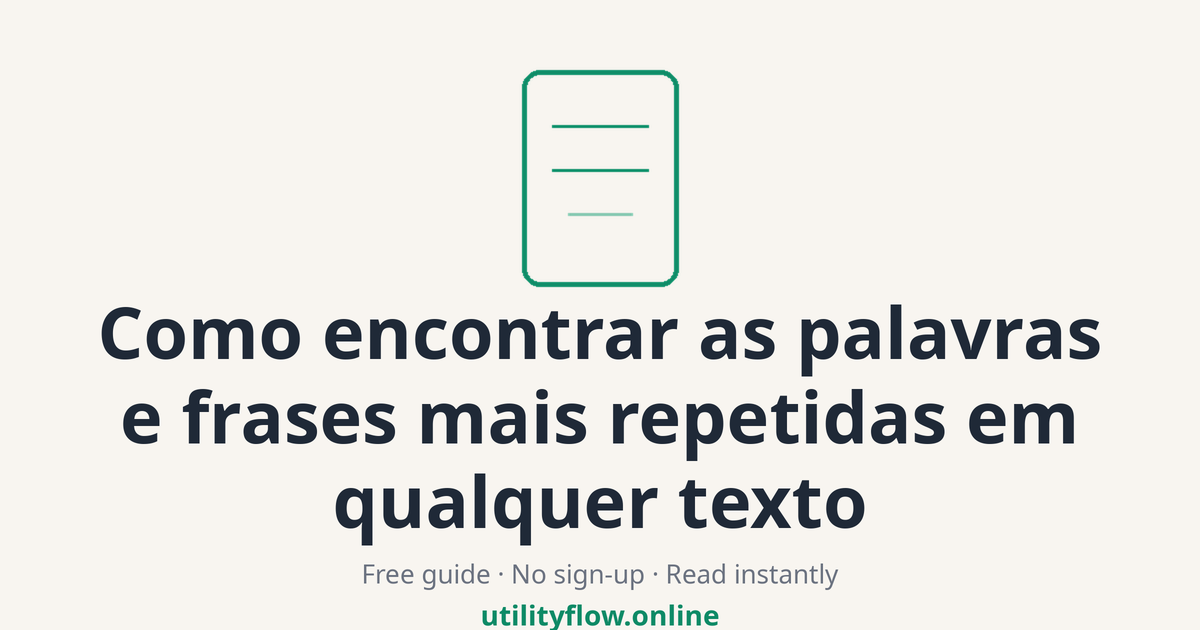 Como encontrar as palavras
e frases mais repetidas em
qualquer texto
Free guide · No sign-up · Read instantly
utilityflow.online